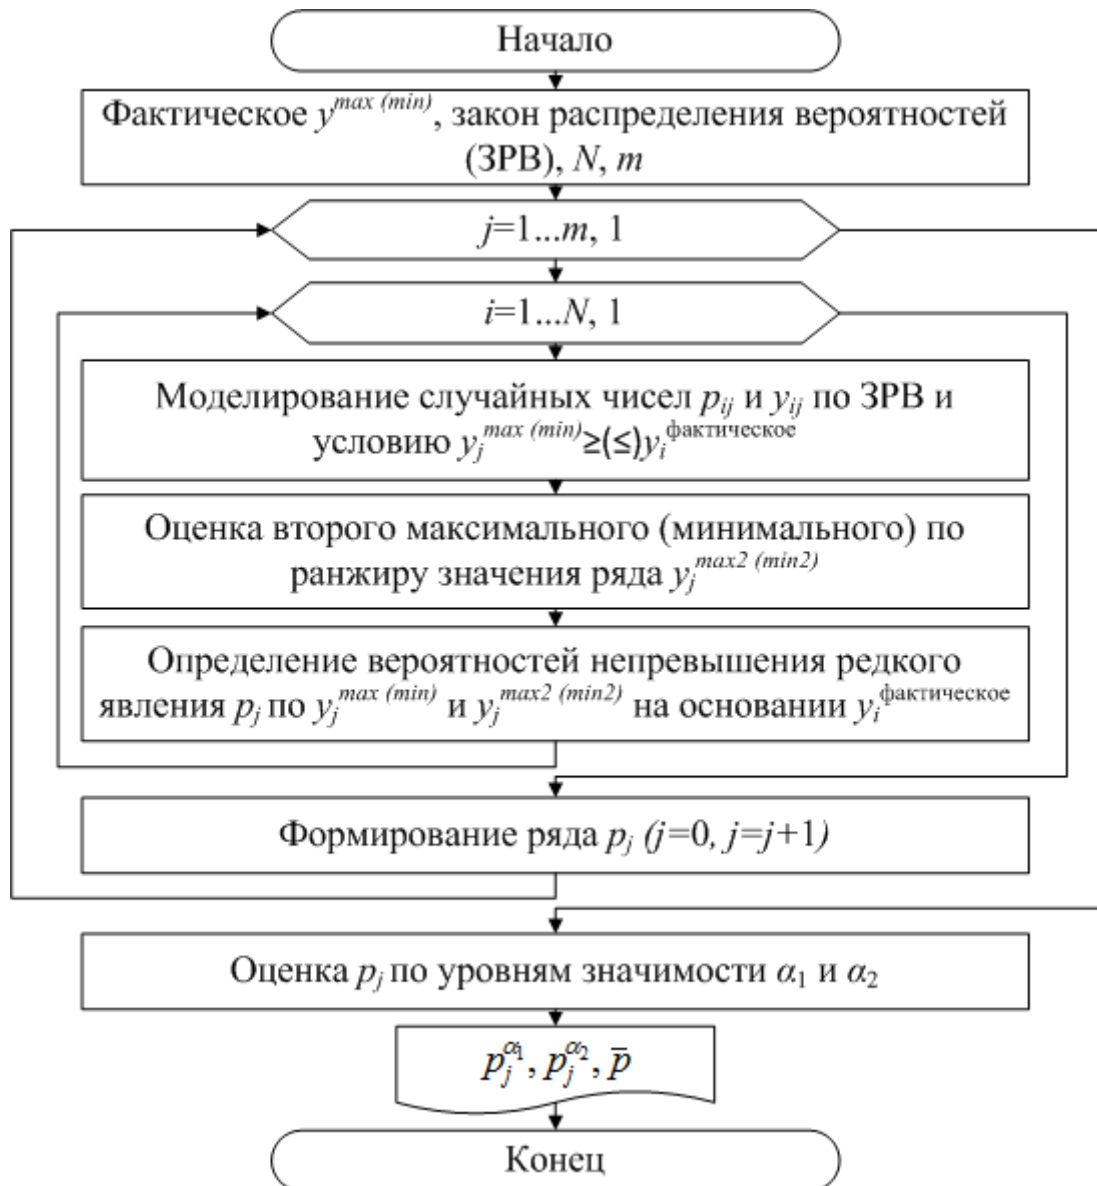 Начало
Фактическое y^max (min), закон распределения вероятностей
(ЗРВ), N, m
j=1...m, 1
i=1...N, 1
Моделирование случайных чисел p_ij и y_ij по ЗРВ и
условию y_j^max (min)≥(≤)y_i^фактическое
Оценка второго максимального (минимального) по
ранжиру значения ряда y_j^max2 (min2)
Определение вероятностей непревышения редкого
явления p_j по y_j^max (min) и y_j^max2 (min2) на основании y_i^фактическое
Формирование ряда p_j (j=0, j=j+1)
Оценка p_j по уровням значимости α₁ и α₂
p_j^α₁, p_j^α₂, p̅
Конец